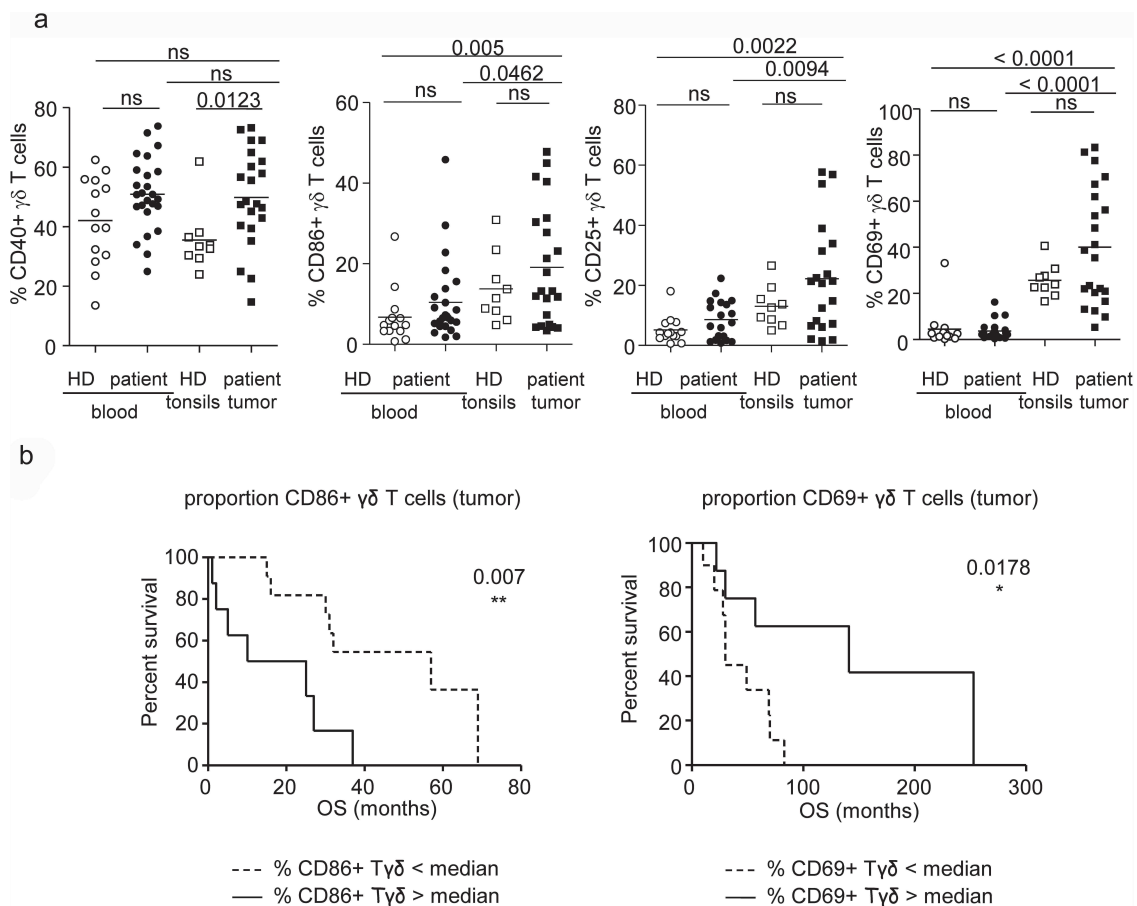 a
ns
ns
ns
0.0123
% CD40+ γδ T cells
80
60
40
20
0
HD
patient
HD
patient
blood
tonsils
tumor
0.005
0.0462
ns
ns
% CD86+ γδ T cells
60
40
20
0
HD
patient
HD
patient
blood
tonsils
tumor
0.0022
0.0094
ns
ns
% CD25+ γδ T cells
80
60
40
20
0
HD
patient
HD
patient
blood
tonsils
tumor
< 0.0001
< 0.0001
ns
ns
% CD69+ γδ T cells
100
80
60
40
20
0
HD
patient
HD
patient
blood
tonsils
tumor
b
proportion CD86+ γδ T cells (tumor)
0.007
**
Percent survival
100
80
60
40
20
0
0 20 40 60 80
OS (months)
% CD86+ Tγδ < median
% CD86+ Tγδ > median
proportion CD69+ γδ T cells (tumor)
0.0178
*
Percent survival
100
80
60
40
20
0
0 100 200 300
OS (months)
% CD69+ Tγδ < median
% CD69+ Tγδ > median